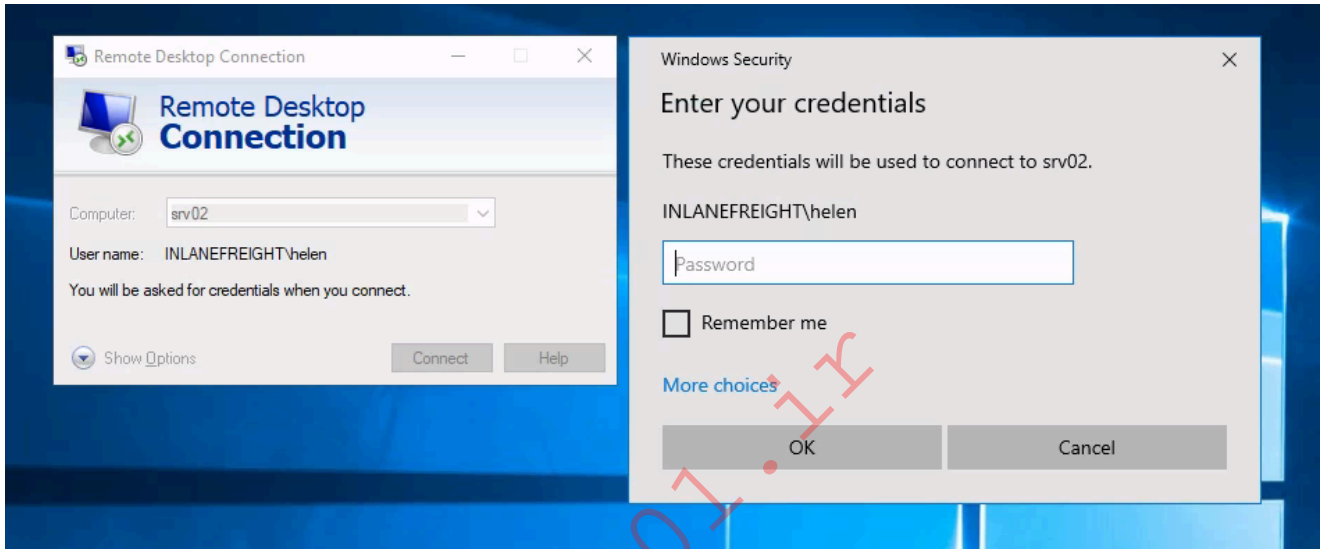 Remote Desktop Connection
Remote Desktop
Connection
Computer:
srv02
User name: INLANEFREIGHT\helen
You will be asked for credentials when you connect.
Show Options
Connect
Help
Windows Security
Enter your credentials
These credentials will be used to connect to srv02.
INLANEFREIGHT\helen
Password
Remember me
More choices
OK
Cancel
01.ir